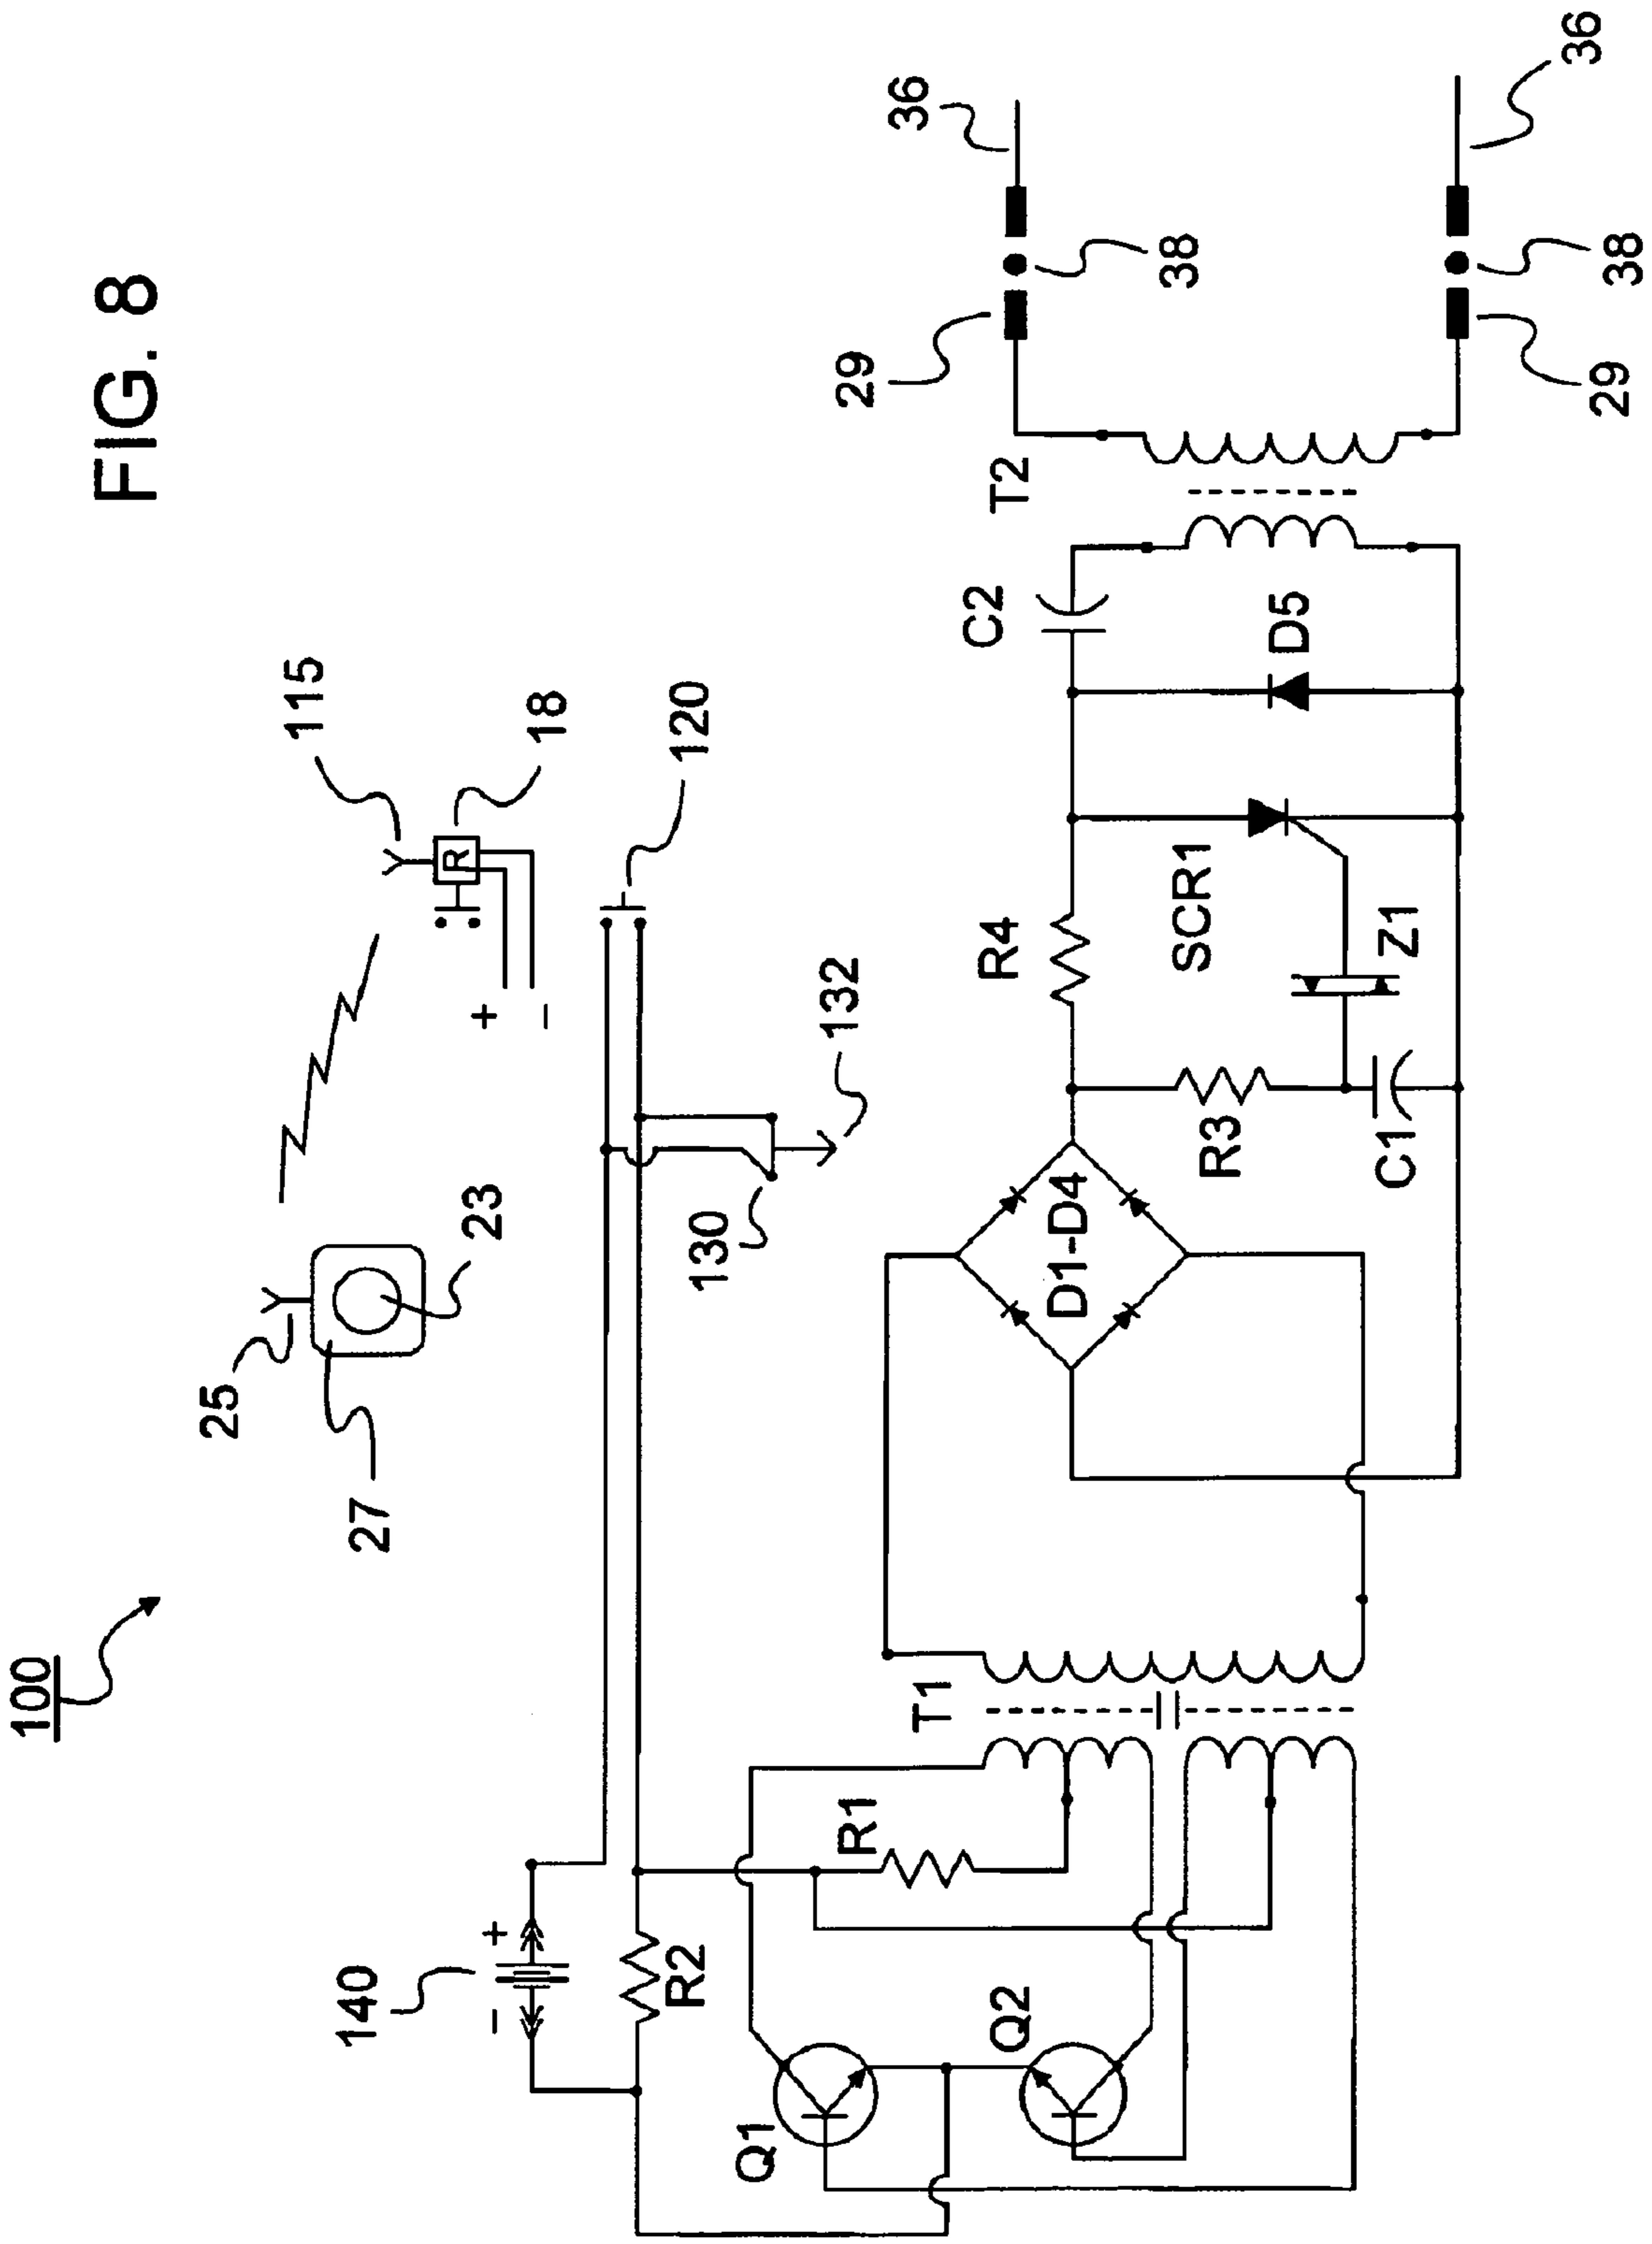 FIG. 8
100
25
27
23
115
R
18
+
−
120
130
132
140
−
+
R2
R1
Q1
Q2
T1
D1-D4
R3
C1
R4
Z1
SCR1
D5
C2
T2
29
38
36
29
38
36